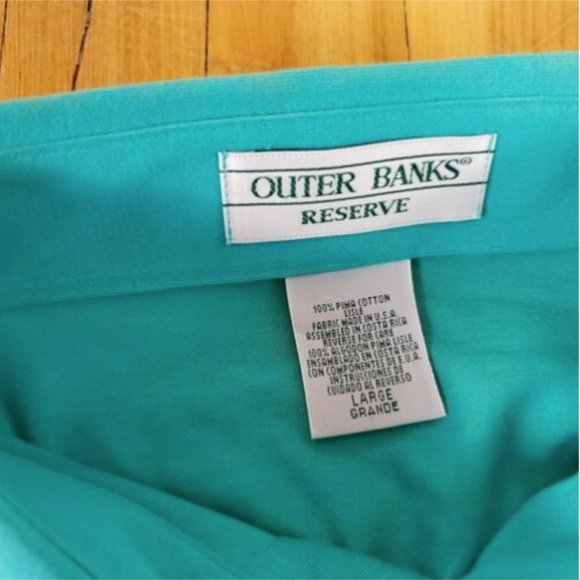 OUTER BANKS®
RESERVE
100% PIMA COTTON
LISLE
FABRIC MADE IN U.S.A.
ASSEMBLED IN COSTA RICA
REVERSE FOR CARE
100% ALGODON PIMA LISLE
ENSAMBLADO EN COSTA RICA
CON COMPONENTES DE E.U.A.
INSTRUCCIONES DE
CUIDADO AL REVERSO
LARGE
GRANDE